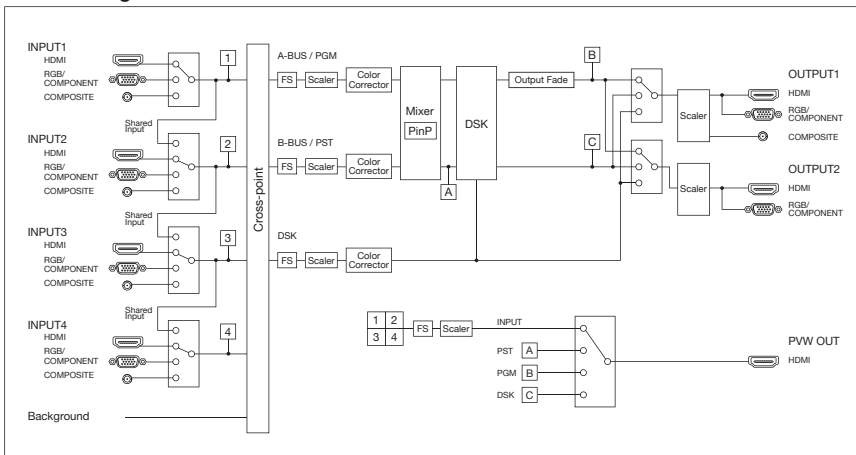 INPUT1
HDMI
RGB/
COMPONENT
COMPOSITE
1
Shared
Input
INPUT2
HDMI
RGB/
COMPONENT
COMPOSITE
2
Shared
Input
INPUT3
HDMI
RGB/
COMPONENT
COMPOSITE
3
Shared
Input
INPUT4
HDMI
RGB/
COMPONENT
COMPOSITE
4
Background
Cross-point
A-BUS / PGM
FS
Scaler
Color
Corrector
B-BUS / PST
FS
Scaler
Color
Corrector
DSK
FS
Scaler
Color
Corrector
Mixer
PinP
A
DSK
Output Fade
B
C
Scaler
OUTPUT1
HDMI
RGB/
COMPONENT
COMPOSITE
Scaler
OUTPUT2
HDMI
RGB/
COMPONENT
1 2
3 4
FS
Scaler
INPUT
PST A
PGM B
DSK C
PVW OUT
HDMI